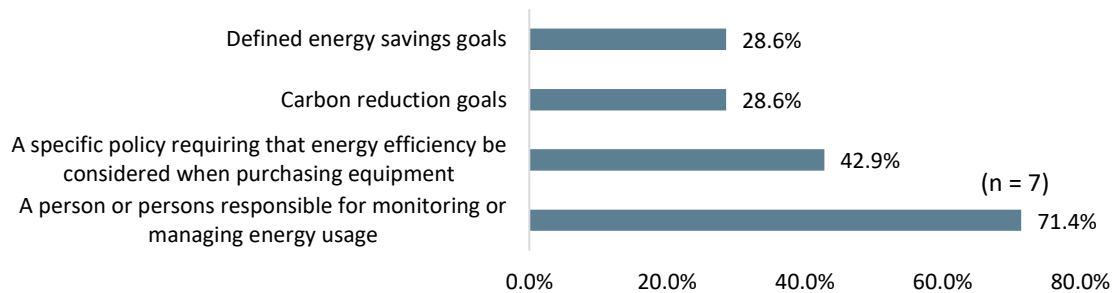 Defined energy savings goals
28.6%
Carbon reduction goals
28.6%
A specific policy requiring that energy efficiency be
considered when purchasing equipment
42.9%
(n = 7)
A person or persons responsible for monitoring or
managing energy usage
71.4%
0.0% 20.0% 40.0% 60.0% 80.0%